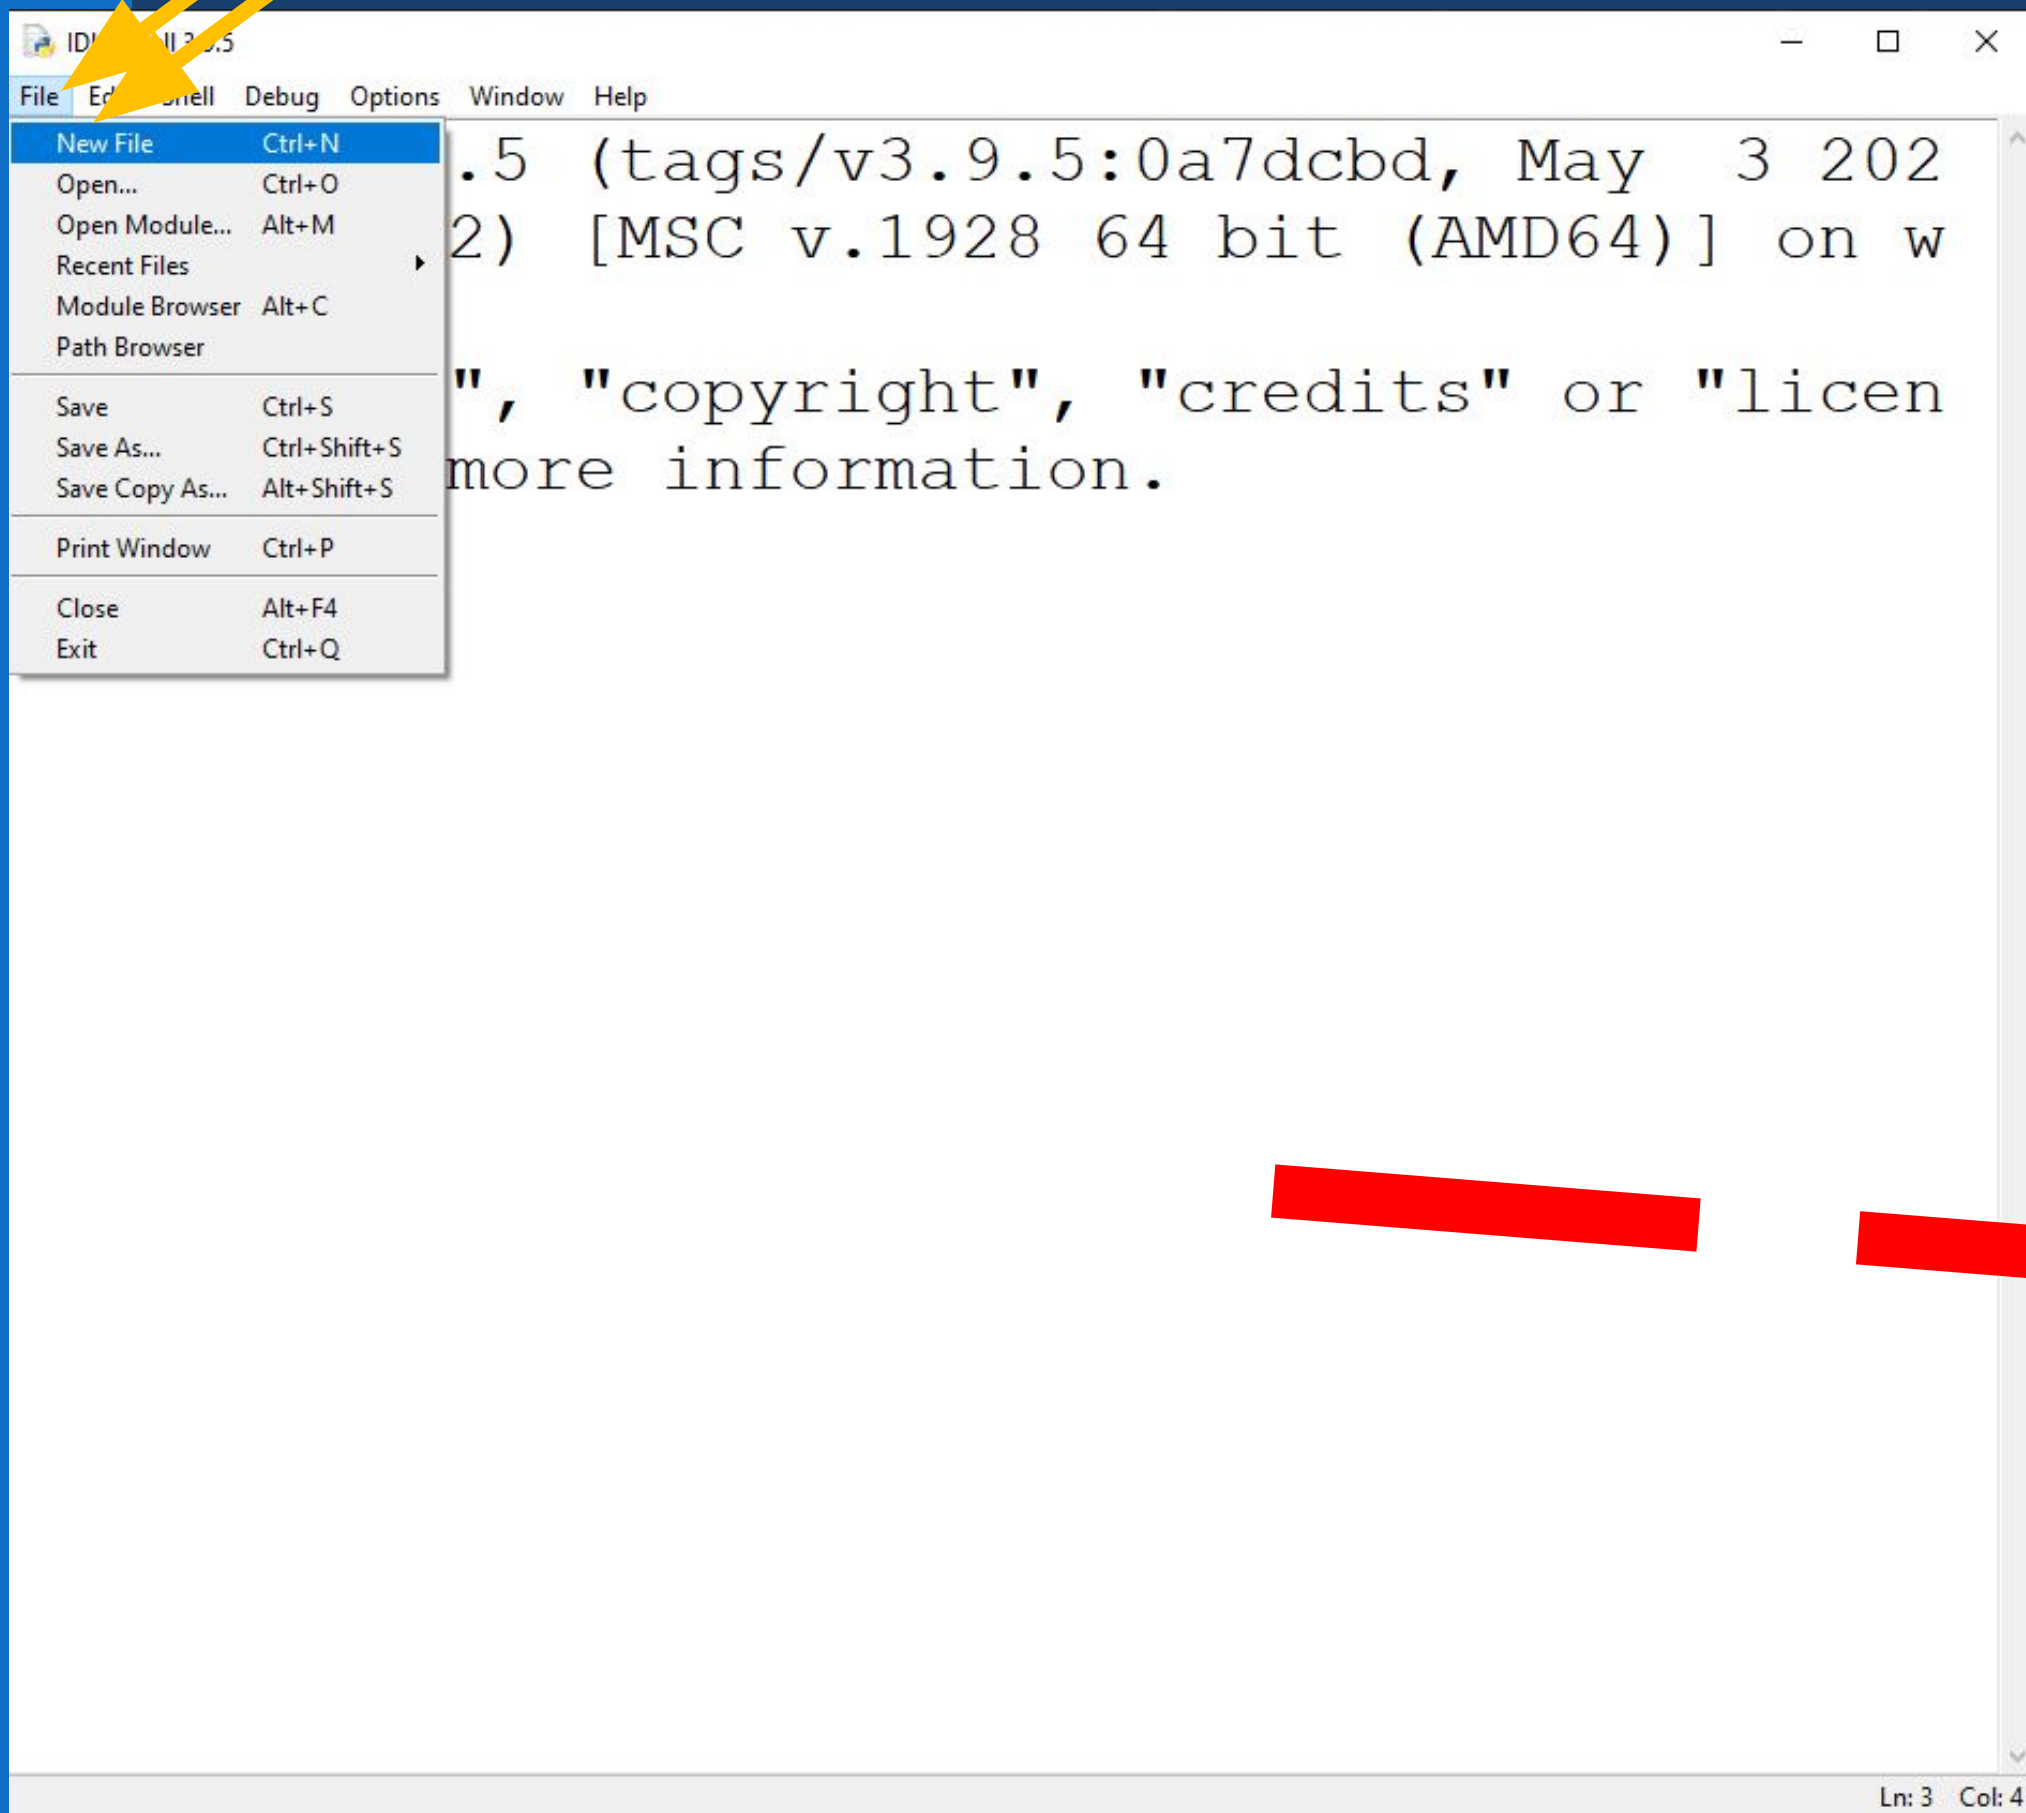 3.5
File Shell Debug Options Window Help
New File Ctrl+N
Open... Ctrl+O
Open Module... Alt+M
Recent Files
Module Browser Alt+C
Path Browser
Save Ctrl+S
Save As... Ctrl+Shift+S
Save Copy As... Alt+Shift+S
Print Window Ctrl+P
Close Alt+F4
Exit Ctrl+Q
.5 (tags/v3.9.5:0a7dcbd, May 3 202
2) [MSC v.1928 64 bit (AMD64)] on w
", "copyright", "credits" or "licen
more information.
Ln: 3 Col: 4